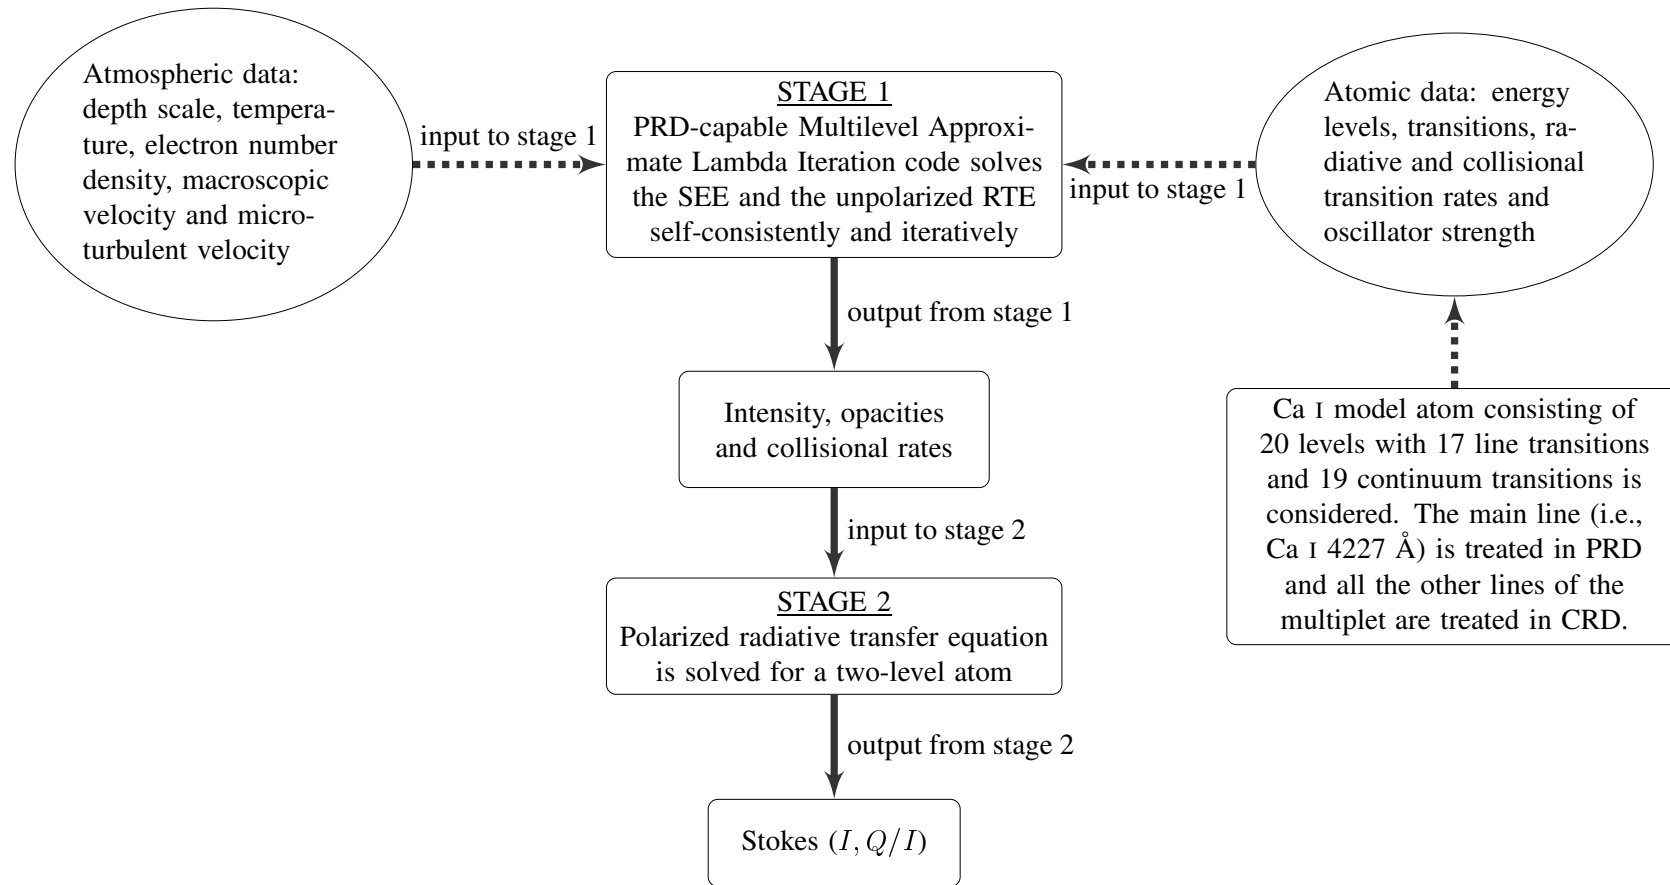 Atmospheric data:
depth scale, tempera-
ture, electron number
density, macroscopic
velocity and micro-
turbulent velocity
input to stage 1
STAGE 1
PRD-capable Multilevel Approxi-
mate Lambda Iteration code solves
the SEE and the unpolarized RTE
self-consistently and iteratively
input to stage 1
Atomic data: energy
levels, transitions, ra-
diative and collisional
transition rates and
oscillator strength
output from stage 1
Intensity, opacities
and collisional rates
Ca I model atom consisting of
20 levels with 17 line transitions
and 19 continuum transitions is
considered. The main line (i.e.,
Ca I 4227 Å) is treated in PRD
and all the other lines of the
multiplet are treated in CRD.
input to stage 2
STAGE 2
Polarized radiative transfer equation
is solved for a two-level atom
output from stage 2
Stokes (I, Q/I)